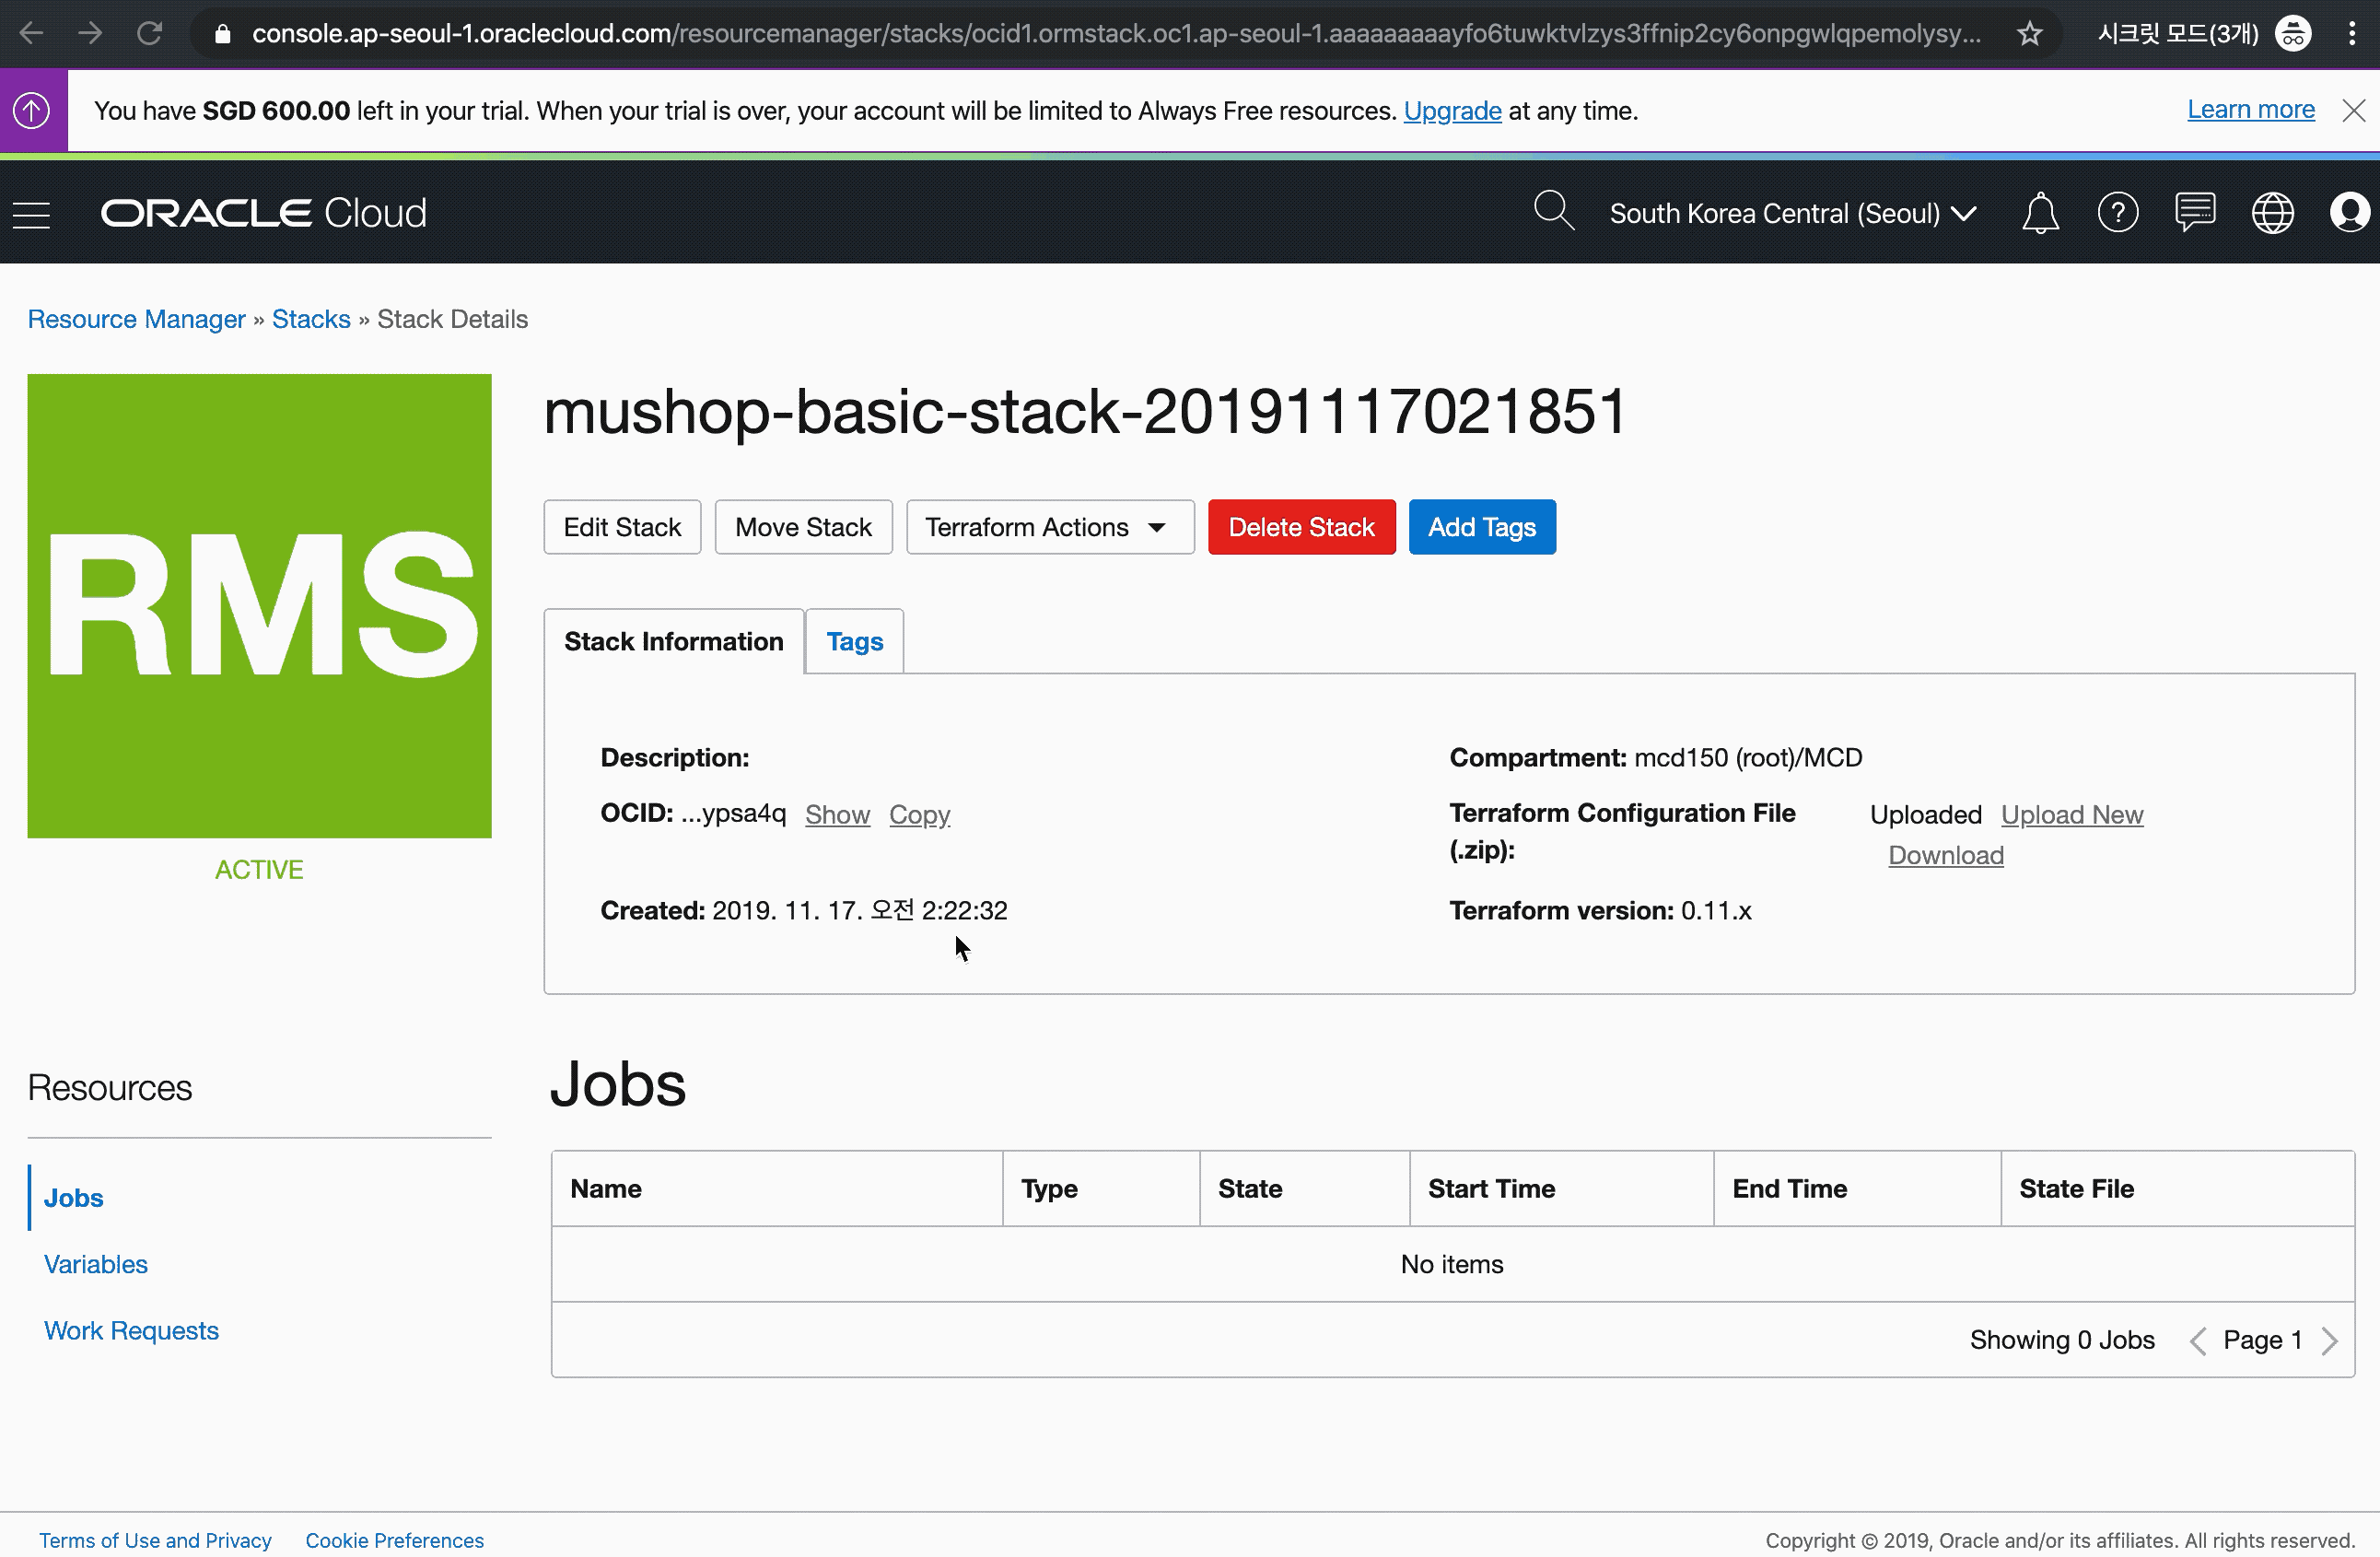 console.ap-seoul-1.oraclecloud.com/resourcemanager/stacks/ocid1.ormstack.oc1.ap-seoul-1.aaaaaaaaayfo6tuwktvlzys3ffnip2cy6onpgwlqpemolysy... 시크릿 모드(3개)
You have SGD 600.00 left in your trial. When your trial is over, your account will be limited to Always Free resources. Upgrade at any time. Learn more
ORACLE Cloud South Korea Central (Seoul)
Resource Manager » Stacks » Stack Details
RMS
ACTIVE
mushop-basic-stack-20191117021851
Edit Stack Move Stack Terraform Actions Delete Stack Add Tags
Stack Information Tags
Description: Compartment: mcd150 (root)/MCD
OCID: ...ypsa4q Show Copy Terraform Configuration File Uploaded Upload New
(.zip): Download
Created: 2019. 11. 17. 오전 2:22:32 Terraform version: 0.11.x
Resources
Jobs
Variables
Work Requests
Jobs
Name Type State Start Time End Time State File
No items
Showing 0 Jobs Page 1
Terms of Use and Privacy Cookie Preferences Copyright © 2019, Oracle and/or its affiliates. All rights reserved.